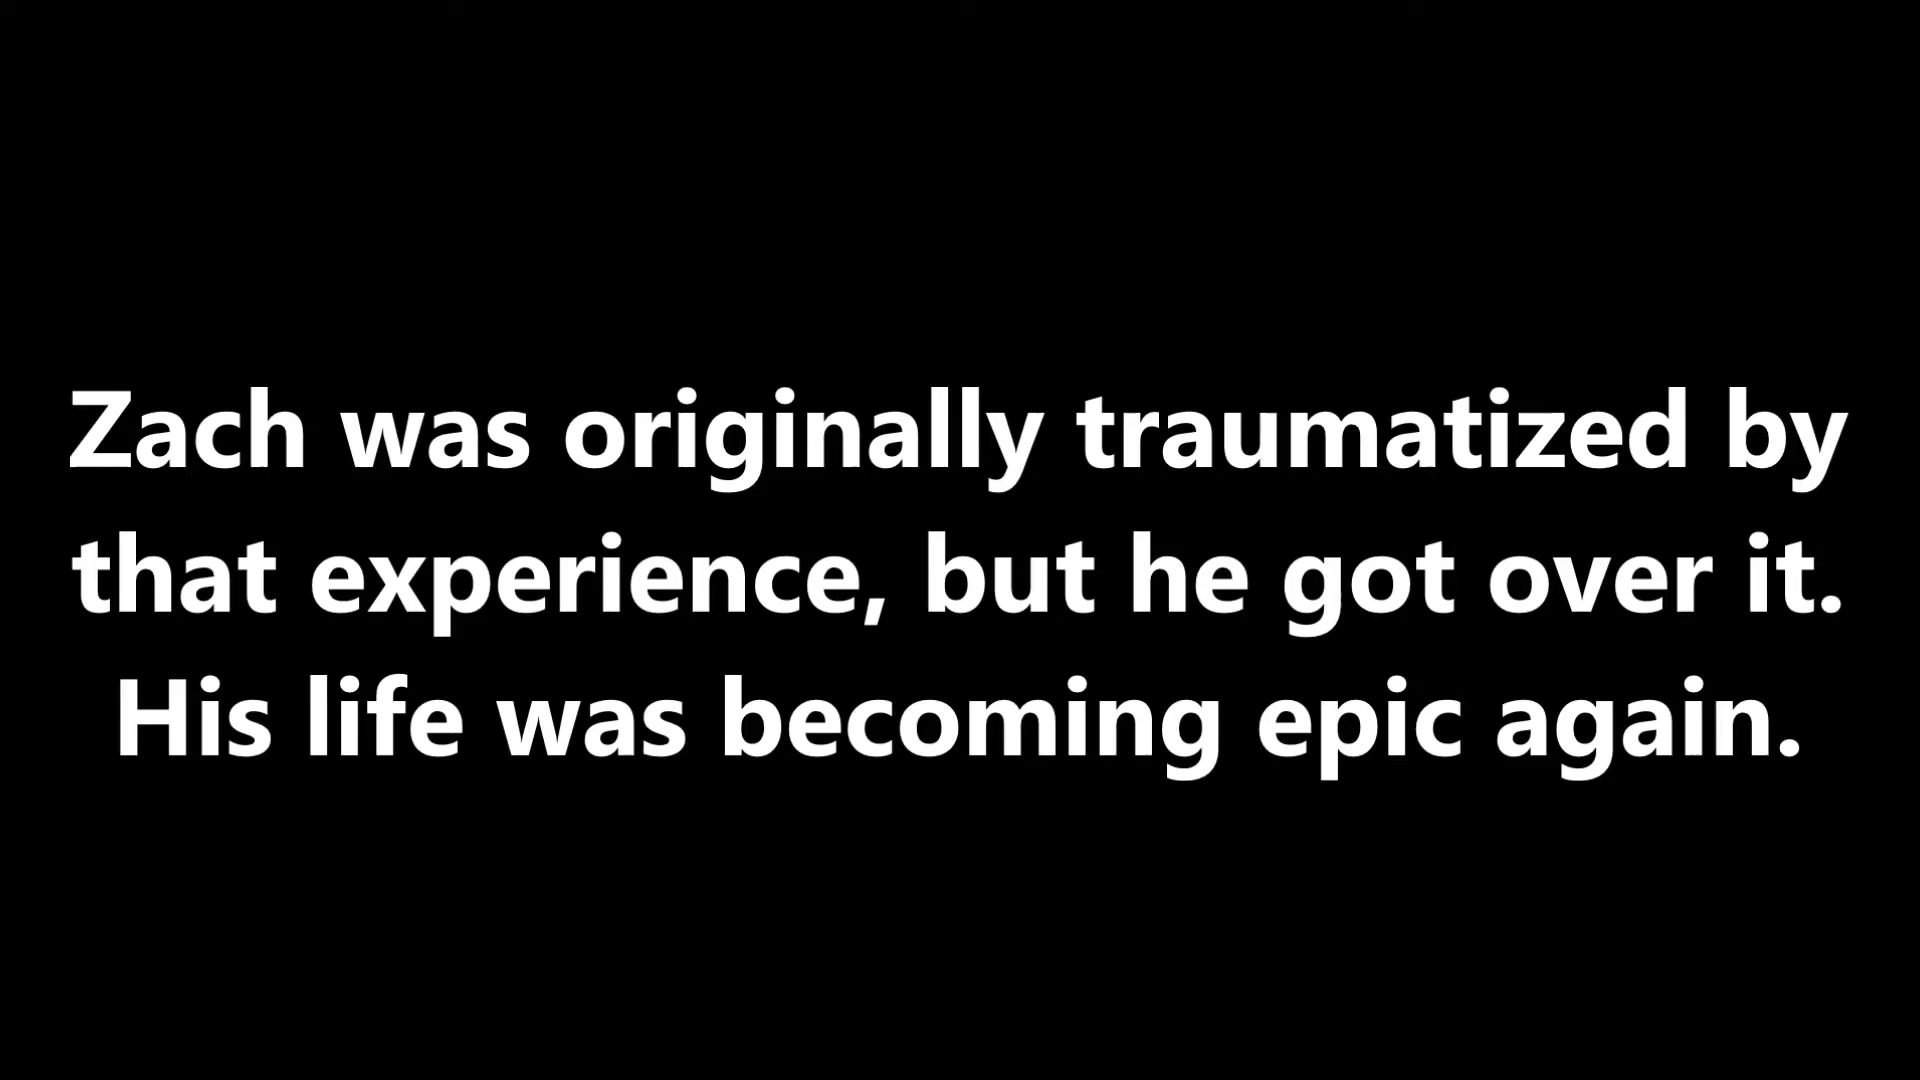 Zach was originally traumatized by
that experience, but he got over it.
His life was becoming epic again.